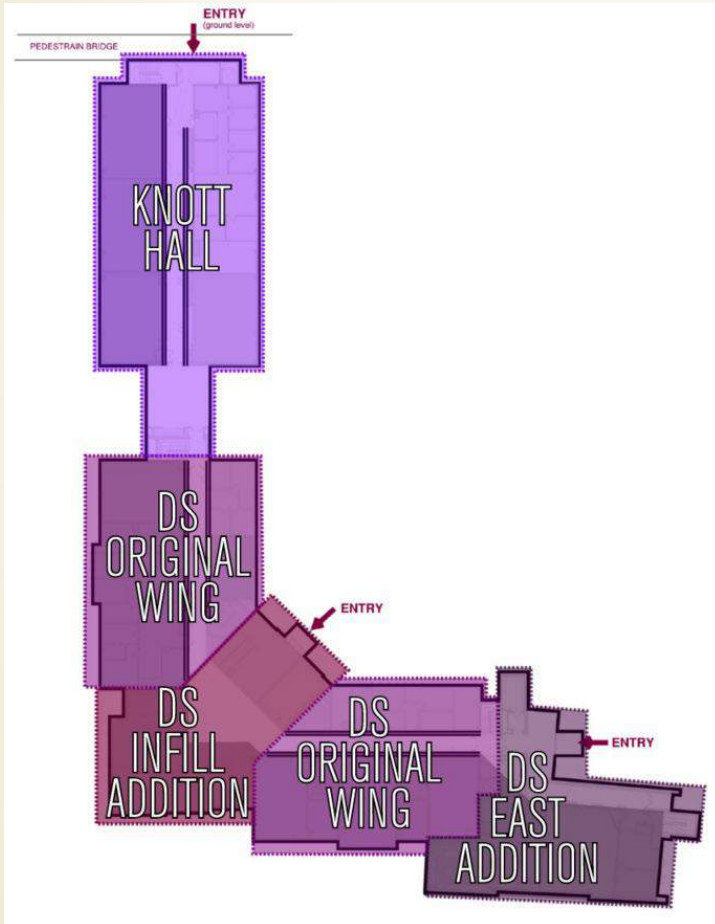 ENTRY
(ground level)
PEDESTRAIN BRIDGE
KNOTT
HALL
DS
ORIGINAL
WING
ENTRY
DS
INFILL
ADDITION
DS
ORIGINAL
WING
ENTRY
DS
EAST
ADDITION